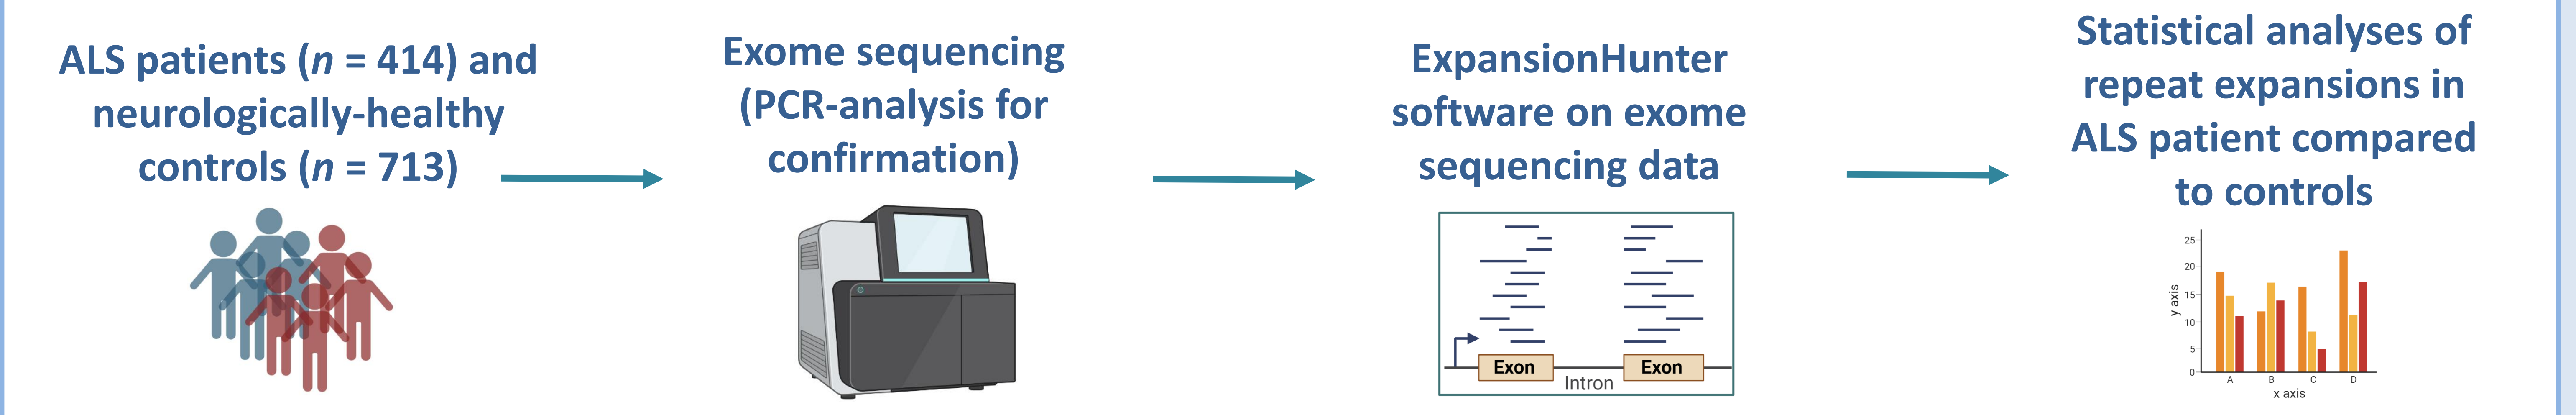 ALS patients (n = 414) and
neurologically-healthy
controls (n = 713)
Exome sequencing
(PCR-analysis for
confirmation)
ExpansionHunter
software on exome
sequencing data
Exon
Exon
Intron
Statistical analyses of
repeat expansions in
ALS patient compared
to controls
y axis
25
20
15
10
5
0
A B C D
x axis